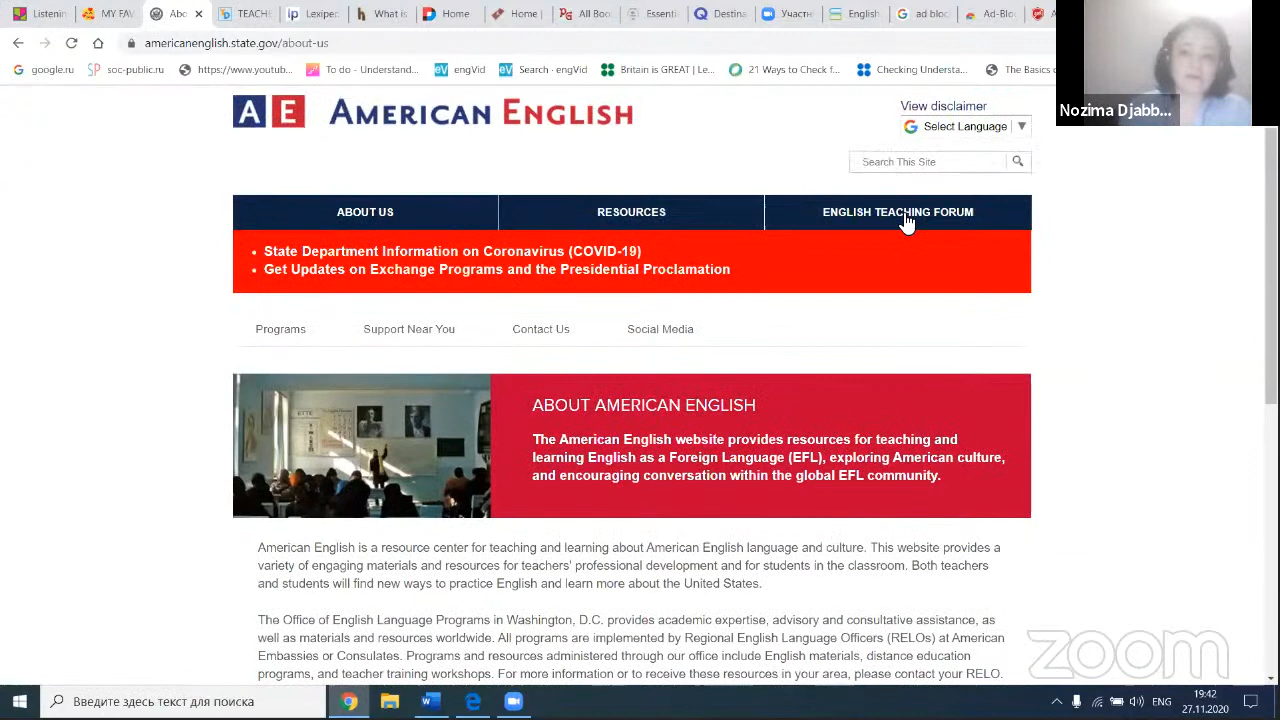 Abo
TEACHE
What a
Englis
Exerci
Home
All Boo
Essenti
Destina
Участн
Essenti
ad block
Ad-Bloc
americanenglish.state.gov/about-us
google.ru
soc-public.ru
https://www.youtub...
To do - Understand...
engVid
Search - engVid
Britain is GREAT | Le...
21 Ways to Check f...
Checking Understa...
The Basics o
Nozima Djabb...
AE AMERICAN ENGLISH
View disclaimer
Select Language
Search This Site
ABOUT US
RESOURCES
ENGLISH TEACHING FORUM
State Department Information on Coronavirus (COVID-19)
Get Updates on Exchange Programs and the Presidential Proclamation
Programs
Support Near You
Contact Us
Social Media
ABOUT AMERICAN ENGLISH
The American English website provides resources for teaching and
learning English as a Foreign Language (EFL), exploring American culture,
and encouraging conversation within the global EFL community.
American English is a resource center for teaching and learning about American English language and culture. This website provides a
variety of engaging materials and resources for teachers' professional development and for students in the classroom. Both teachers
and students will find new ways to practice English and learn more about the United States.
The Office of English Language Programs in Washington, D.C. provides academic expertise, advisory and consultative assistance, as
well as materials and resources worldwide. All programs are implemented by Regional English Language Officers (RELOs) at American
Embassies or Consulates. Programs and resources administered through our office include English materials, distance education
programs, and teacher training workshops. For more information or to receive these resources in your area, please contact your RELO.
zoom
Введите здесь текст для поиска
ENG
19:42
27.11.2020